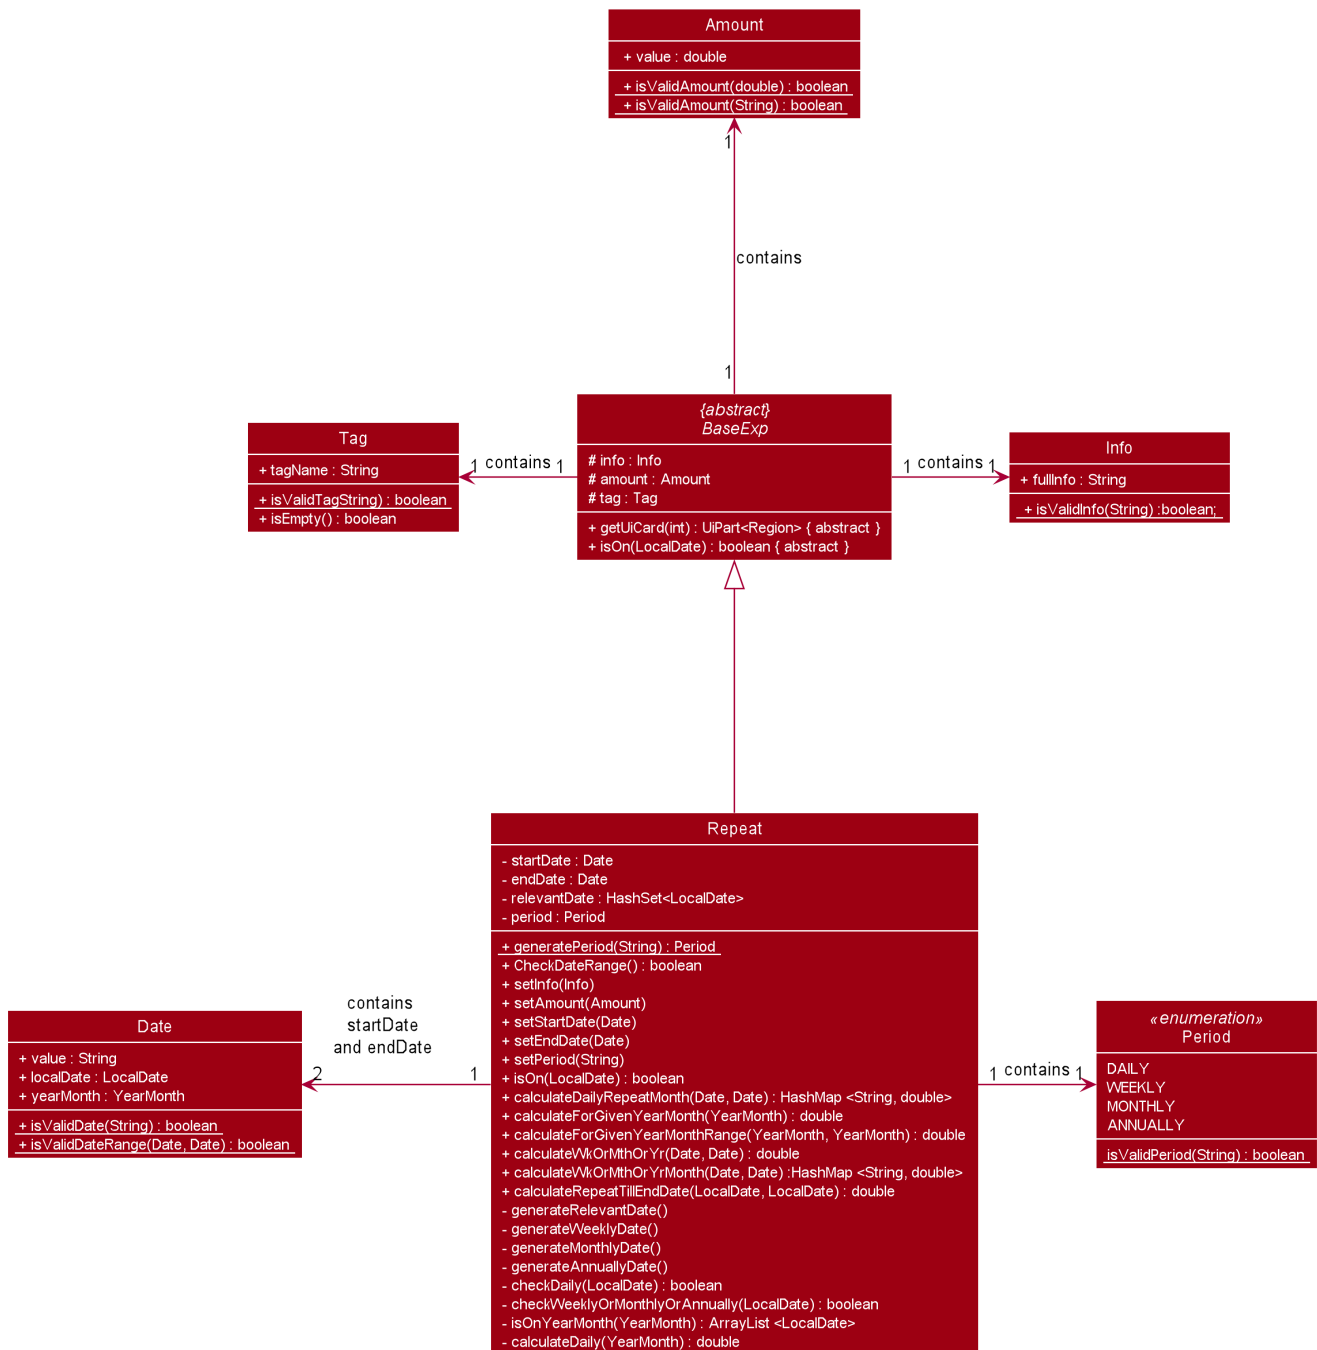 Amount
+ value : double
+ isValidAmount(double) : boolean
+ isValidAmount(String) : boolean
1
contains
1
{abstract}
BaseExp
# info : Info
# amount : Amount
# tag : Tag
+ getUiCard(int) : UiPart<Region> { abstract }
+ isOn(LocalDate) : boolean { abstract }
Tag
+ tagName : String
+ isValidTagString) : boolean
+ isEmpty() : boolean
1 contains 1
1 contains 1
Info
+ fullInfo : String
+ isValidInfo(String) :boolean;
Repeat
- startDate : Date
- endDate : Date
- relevantDate : HashSet<LocalDate>
- period : Period
+ generatePeriod(String) : Period
+ CheckDateRange() : boolean
+ setInfo(Info)
+ setAmount(Amount)
+ setStartDate(Date)
+ setEndDate(Date)
+ setPeriod(String)
+ isOn(LocalDate) : boolean
+ calculateDailyRepeatMonth(Date, Date) : HashMap <String, double>
+ calculateForGivenYearMonth(YearMonth) : double
+ calculateForGivenYearMonthRange(YearMonth, YearMonth) : double
+ calculateWkOrMthOrYr(Date, Date) : double
+ calculateWkOrMthOrYrMonth(Date, Date) :HashMap <String, double>
+ calculateRepeatTillEndDate(LocalDate, LocalDate) : double
- generateRelevantDate()
- generateWeeklyDate()
- generateMonthlyDate()
- generateAnnuallyDate()
- checkDaily(LocalDate) : boolean
- checkWeeklyOrMonthlyOrAnnually(LocalDate) : boolean
- isOnYearMonth(YearMonth) : ArrayList <LocalDate>
- calculateDaily(YearMonth) : double
contains
startDate
and endDate
2
1
Date
+ value : String
+ localDate : LocalDate
+ yearMonth : YearMonth
+ isValidDate(String) : boolean
+ isValidDateRange(Date, Date) : boolean
1 contains 1
«enumeration»
Period
DAILY
WEEKLY
MONTHLY
ANNUALLY
isValidPeriod(String) : boolean